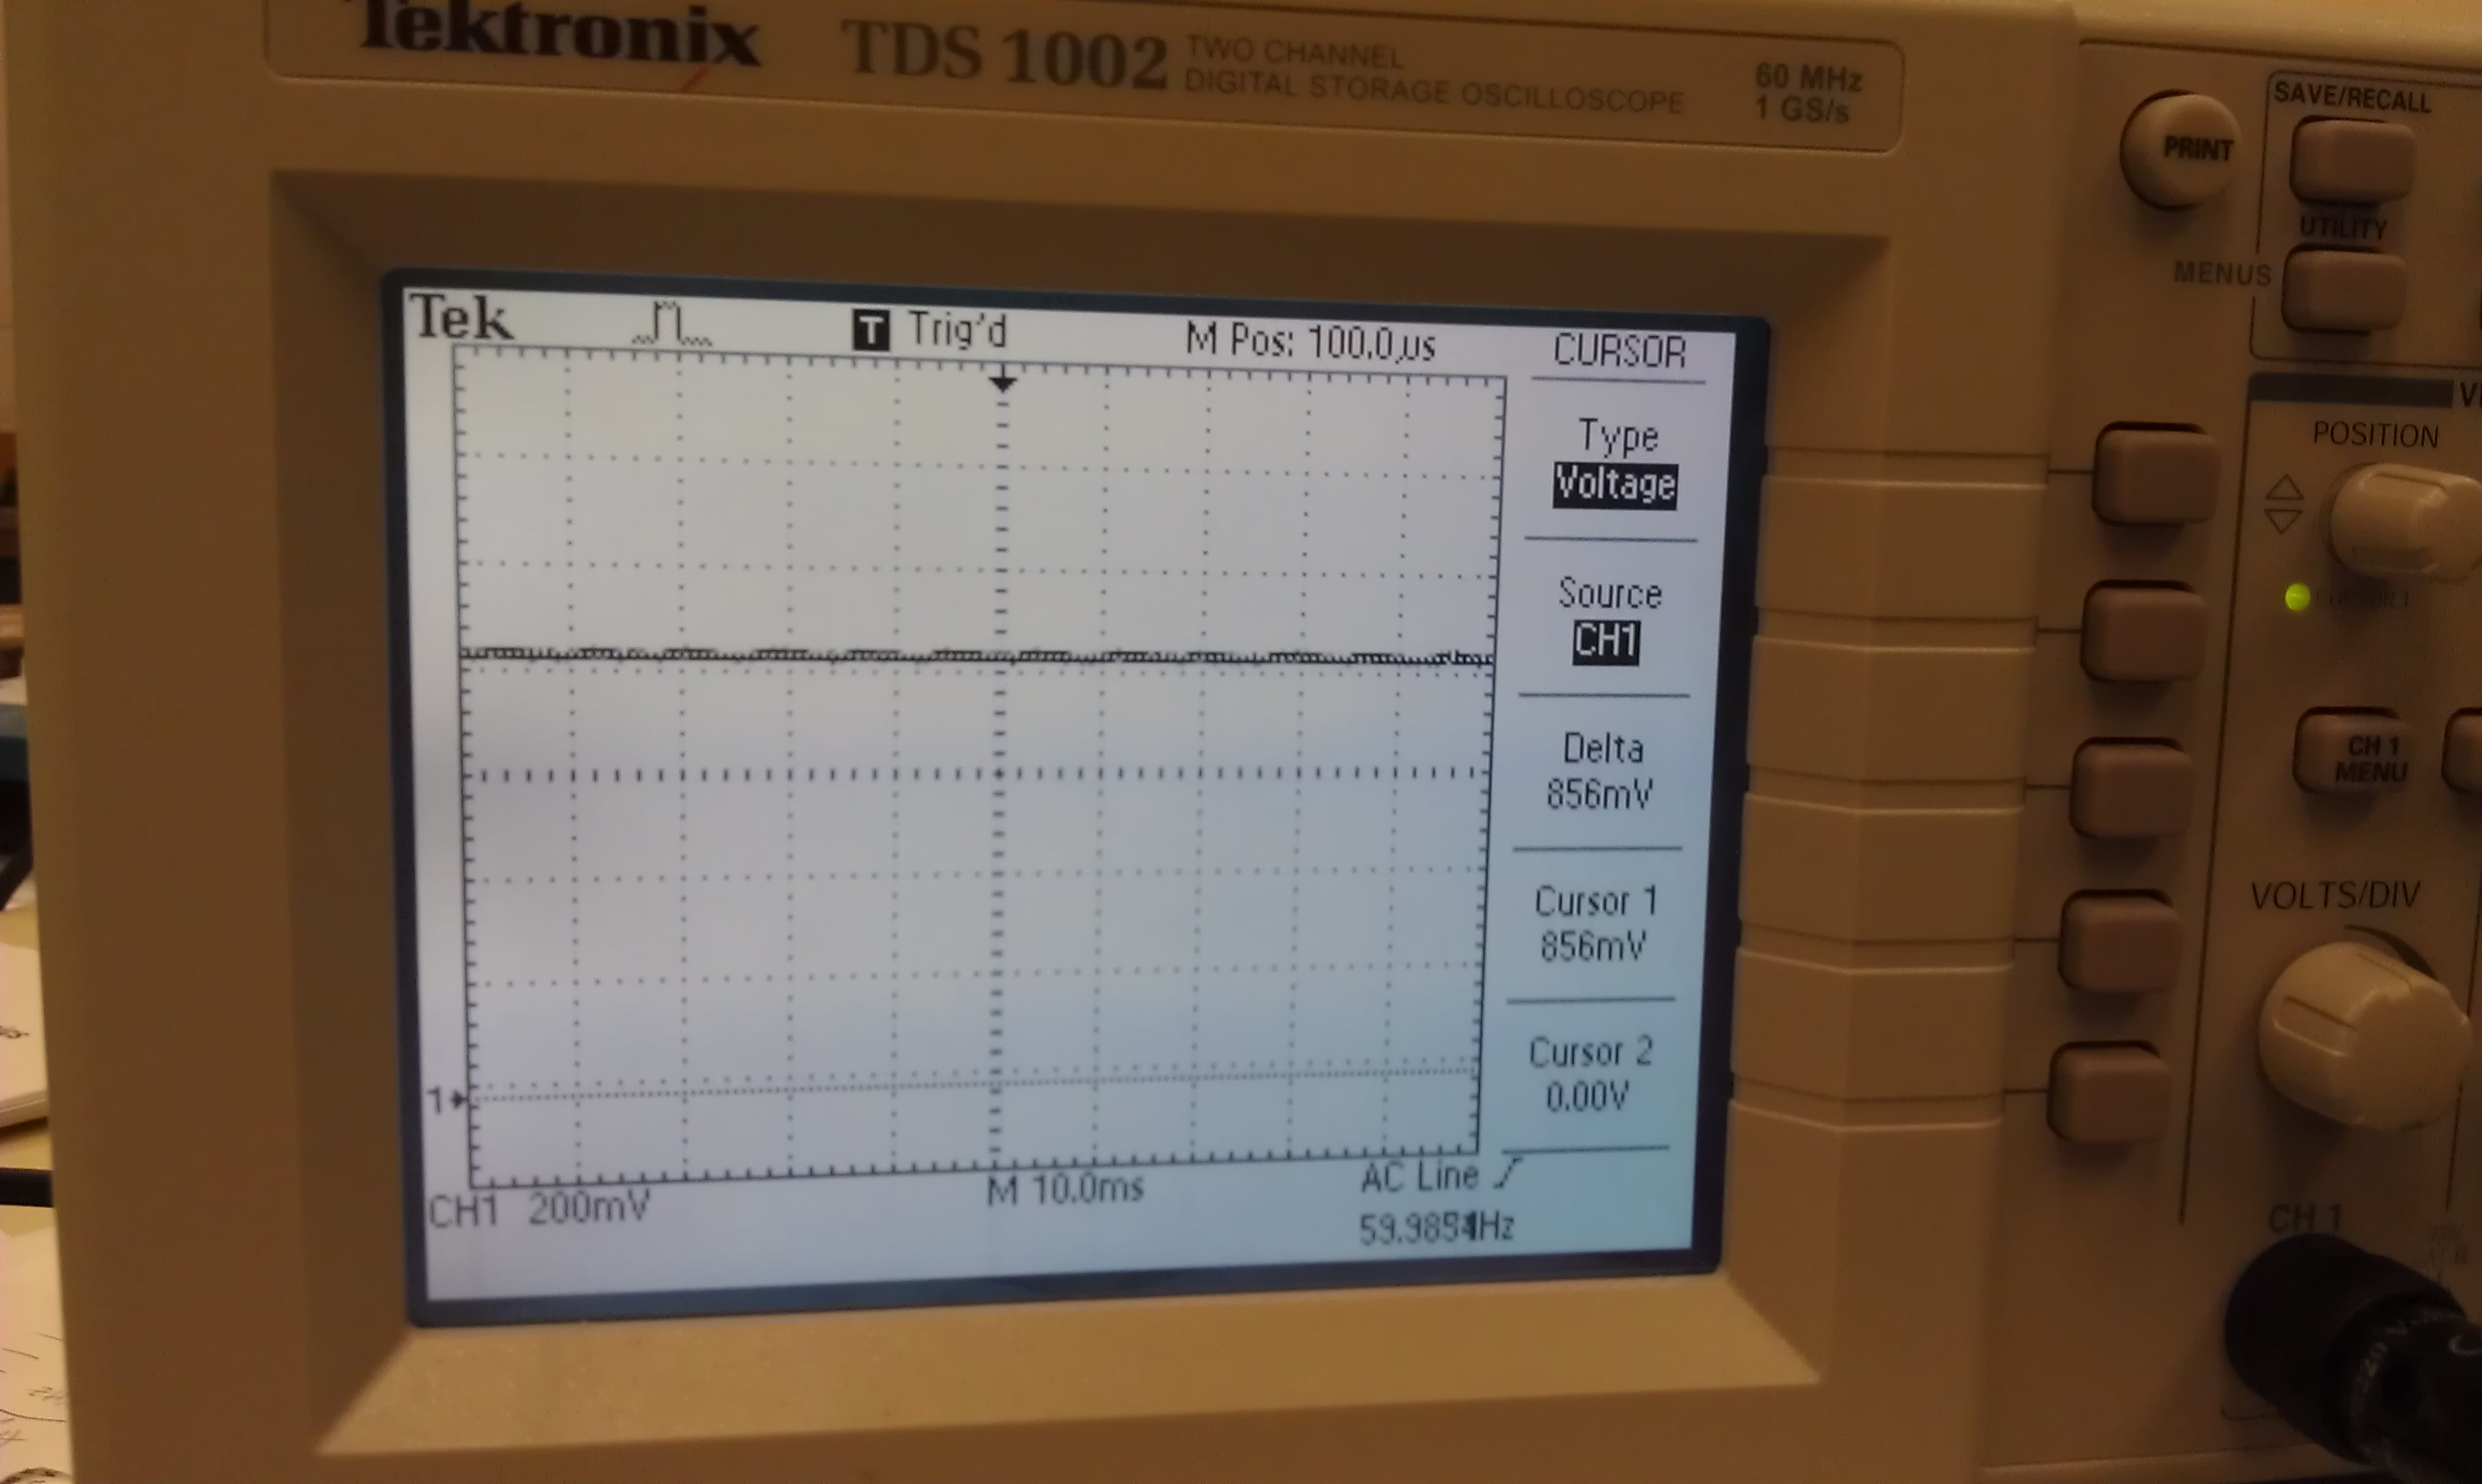 Tektronix TDS 1002 TWO CHANNEL
DIGITAL STORAGE OSCILLOSCOPE
60 MHz
1 GS/s
PRINT
SAVE/RECALL
UTILITY
MENUS
Tek
T Trig'd
M Pos: 100.0µs
CURSOR
Type
Voltage
Source
CH1
Delta
856mV
Cursor 1
856mV
Cursor 2
0.00V
1
CH1 200mV
M 10.0ms
AC Line
POSITION
CH 1
MENU
VOLTS/DIV
CH 1